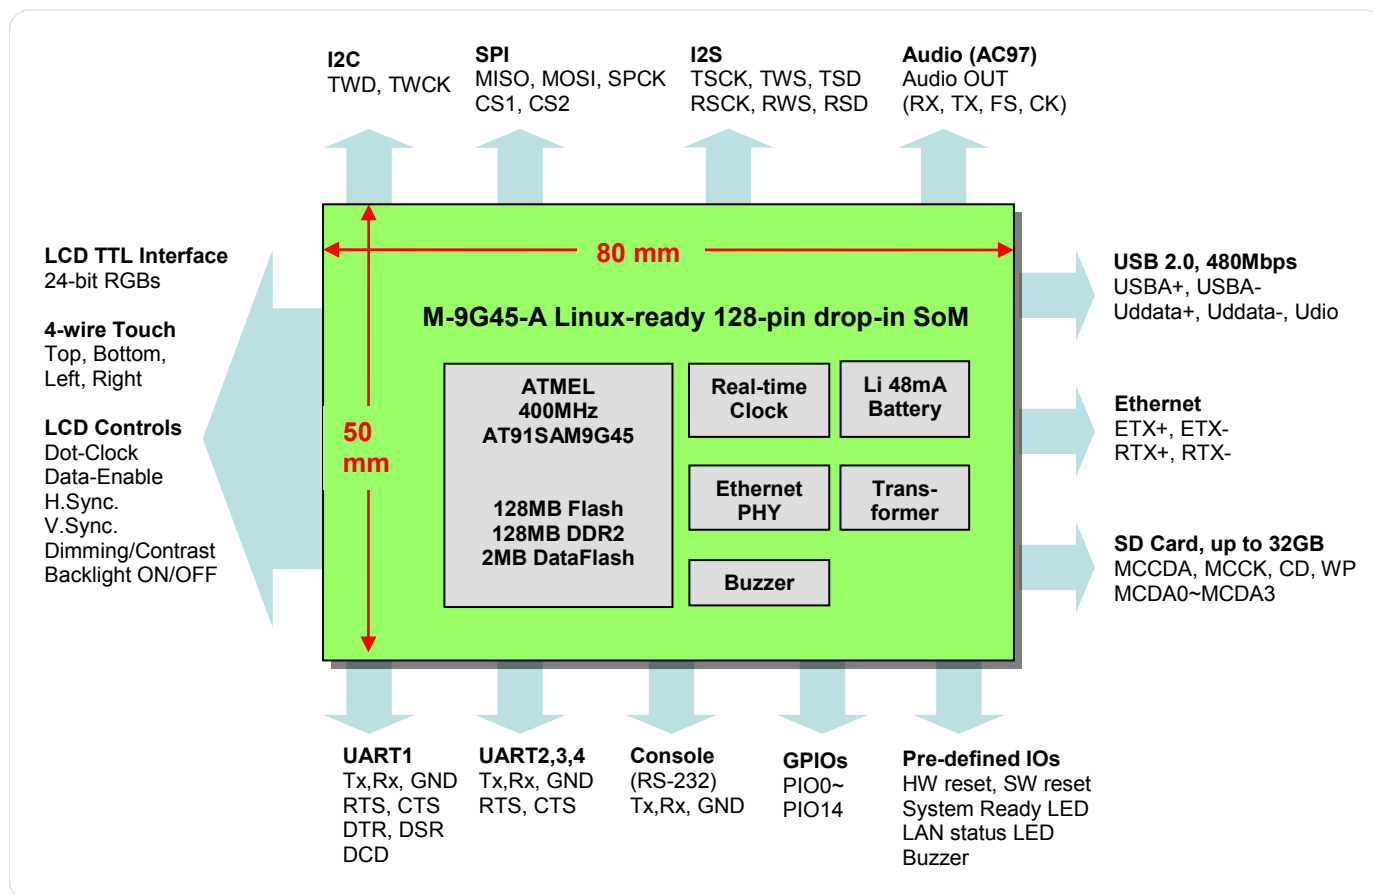 I2C
TWD, TWCK
SPI
MISO, MOSI, SPCK
CS1, CS2
I2S
TSCK, TWS, TSD
RSCK, RWS, RSD
Audio (AC97)
Audio OUT
(RX, TX, FS, CK)
LCD TTL Interface
24-bit RGBs
4-wire Touch
Top, Bottom,
Left, Right
LCD Controls
Dot-Clock
Data-Enable
H.Sync.
V.Sync.
Dimming/Contrast
Backlight ON/OFF
80 mm
50
mm
M-9G45-A Linux-ready 128-pin drop-in SoM
ATMEL
400MHz
AT91SAM9G45
128MB Flash
128MB DDR2
2MB DataFlash
Real-time
Clock
Li 48mA
Battery
Ethernet
PHY
Trans-
former
Buzzer
USB 2.0, 480Mbps
USBA+, USBA-
Uddata+, Uddata-, Udio
Ethernet
ETX+, ETX-
RTX+, RTX-
SD Card, up to 32GB
MCCDA, MCCK, CD, WP
MCDA0~MCDA3
UART1
Tx,Rx, GND
RTS, CTS
DTR, DSR
DCD
UART2,3,4
Tx,Rx, GND
RTS, CTS
Console
(RS-232)
Tx,Rx, GND
GPIOs
PIO0~
PIO14
Pre-defined IOs
HW reset, SW reset
System Ready LED
LAN status LED
Buzzer